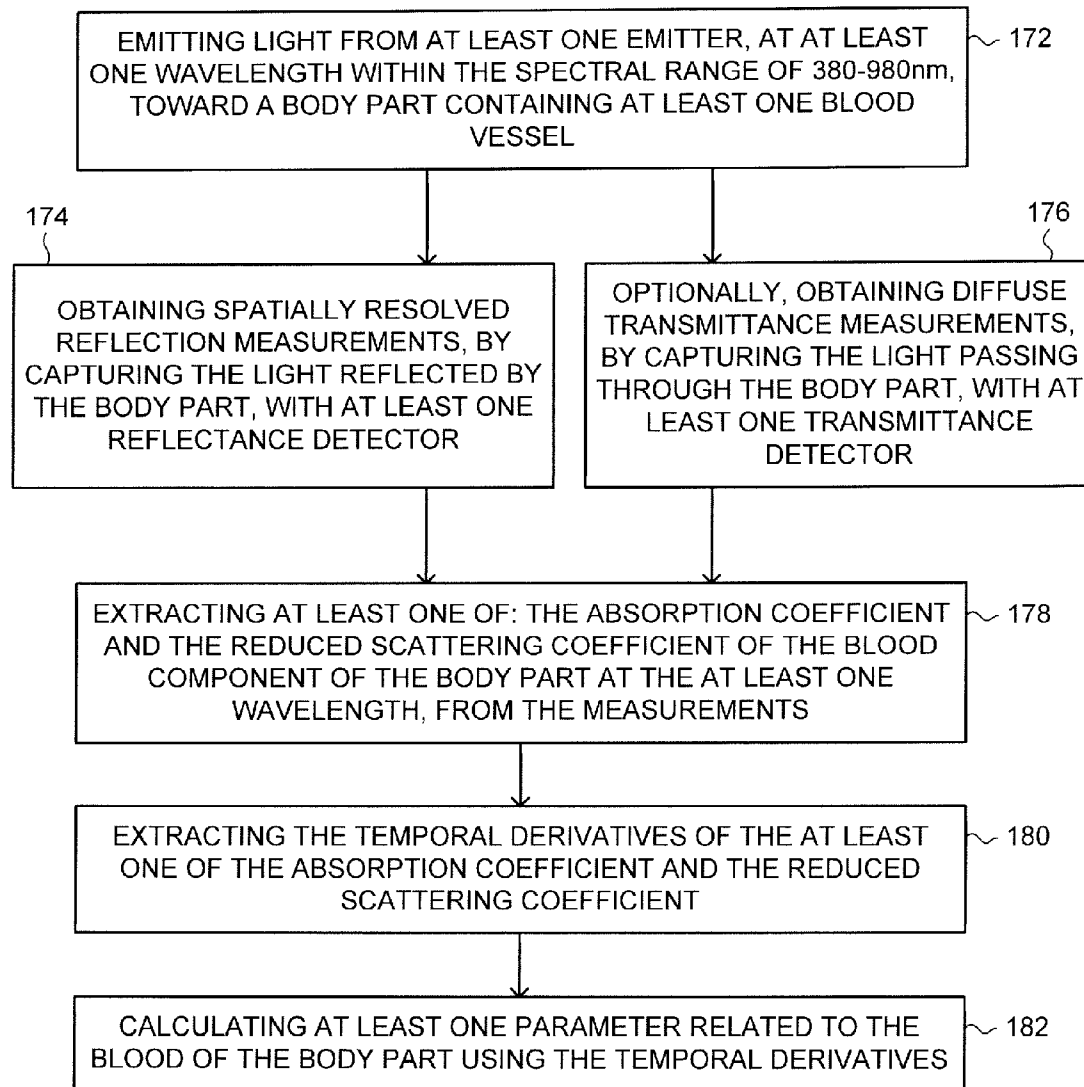 EMITTING LIGHT FROM AT LEAST ONE EMITTER, AT AT LEAST
ONE WAVELENGTH WITHIN THE SPECTRAL RANGE OF 380-980nm,
TOWARD A BODY PART CONTAINING AT LEAST ONE BLOOD
VESSEL
172
174
OBTAINING SPATIALLY RESOLVED
REFLECTION MEASUREMENTS, BY
CAPTURING THE LIGHT REFLECTED BY
THE BODY PART, WITH AT LEAST ONE
REFLECTANCE DETECTOR
176
OPTIONALLY, OBTAINING DIFFUSE
TRANSMITTANCE MEASUREMENTS,
BY CAPTURING THE LIGHT PASSING
THROUGH THE BODY PART, WITH AT
LEAST ONE TRANSMITTANCE
DETECTOR
EXTRACTING AT LEAST ONE OF: THE ABSORPTION COEFFICIENT
AND THE REDUCED SCATTERING COEFFICIENT OF THE BLOOD
COMPONENT OF THE BODY PART AT THE AT LEAST ONE
WAVELENGTH, FROM THE MEASUREMENTS
178
EXTRACTING THE TEMPORAL DERIVATIVES OF THE AT LEAST
ONE OF THE ABSORPTION COEFFICIENT AND THE REDUCED
SCATTERING COEFFICIENT
180
CALCULATING AT LEAST ONE PARAMETER RELATED TO THE
BLOOD OF THE BODY PART USING THE TEMPORAL DERIVATIVES
182